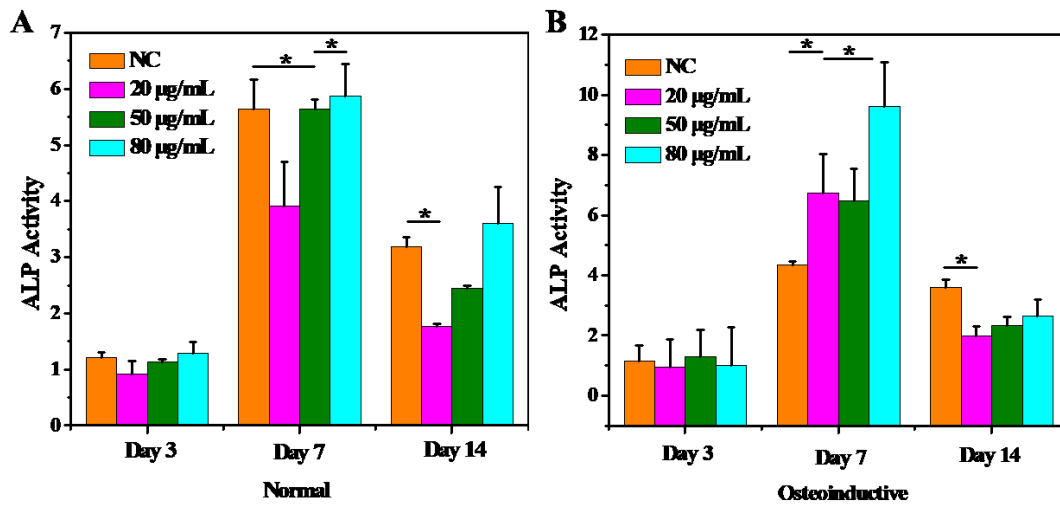 A
7
6
5
4
3
2
1
0
ALP Activity
NC
20 μg/mL
50 μg/mL
80 μg/mL
*
*
*
Day 3
Day 7
Day 14
Normal
B
12
10
8
6
4
2
0
ALP Activity
NC
20 μg/mL
50 μg/mL
80 μg/mL
*
*
*
Day 3
Day 7
Day 14
Osteoinductive